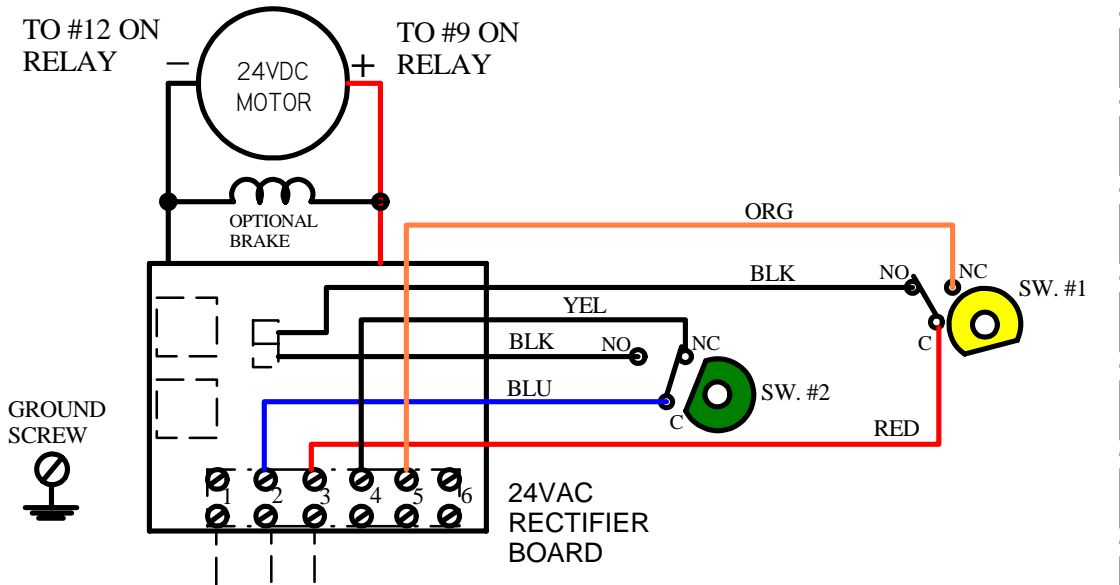 TO #12 ON
RELAY
TO #9 ON
RELAY
−
+
24VDC
MOTOR
OPTIONAL
BRAKE
ORG
BLK
NO
NC
SW. #1
C
YEL
BLK
NO
NC
BLU
SW. #2
C
RED
GROUND
SCREW
1 2 3 4 5 6
24VAC
RECTIFIER
BOARD